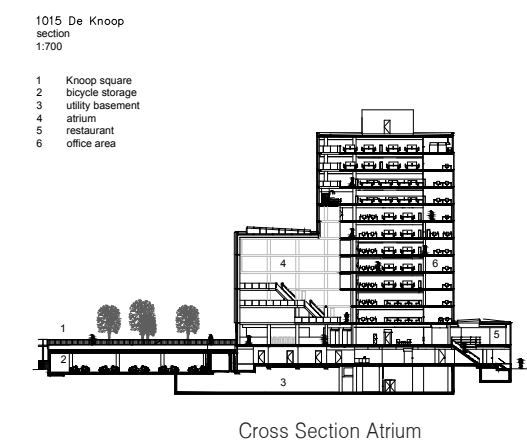 1015 De Knoop
section
1:700
1 Knoop square
2 bicycle storage
3 utility basement
4 atrium
5 restaurant
6 office area
4
6
1
5
2
3
Cross Section Atrium